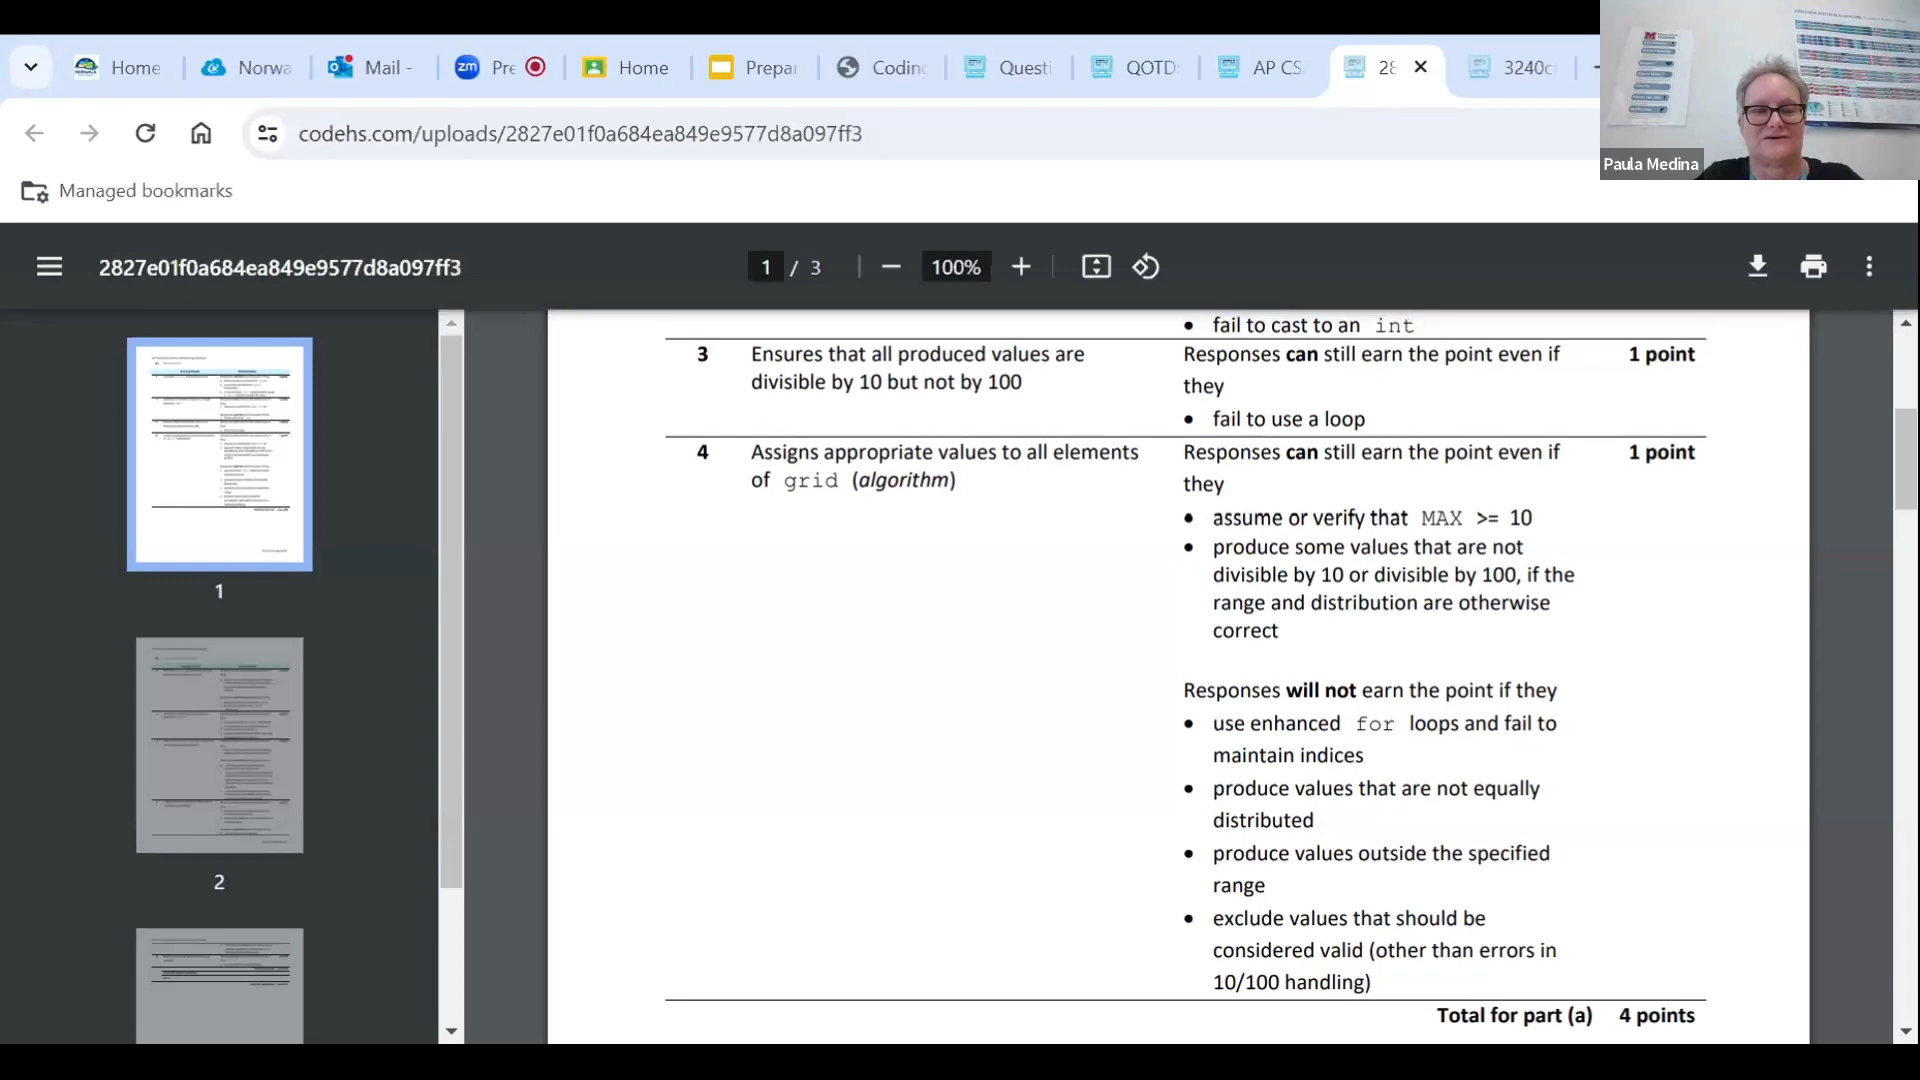 Home
Norwa
Mail -
zm
Pre
Home
Prepar
Coding
Questi
QOTD
AP CS
28
3240c
codehs.com/uploads/2827e01f0a684ea849e9577d8a097ff3
Paula Medina
Managed bookmarks
2827e01f0a684ea849e9577d8a097ff3
1 / 3
100%
• fail to cast to an int
3 Ensures that all produced values are Responses can still earn the point even if 1 point
divisible by 10 but not by 100
they
• fail to use a loop
4 Assigns appropriate values to all elements Responses can still earn the point even if 1 point
of grid (algorithm)
they
• assume or verify that MAX >= 10
• produce some values that are not
divisible by 10 or divisible by 100, if the
range and distribution are otherwise
correct
Responses will not earn the point if they
• use enhanced for loops and fail to
maintain indices
• produce values that are not equally
distributed
• produce values outside the specified
range
• exclude values that should be
considered valid (other than errors in
10/100 handling)
Total for part (a) 4 points
1
2